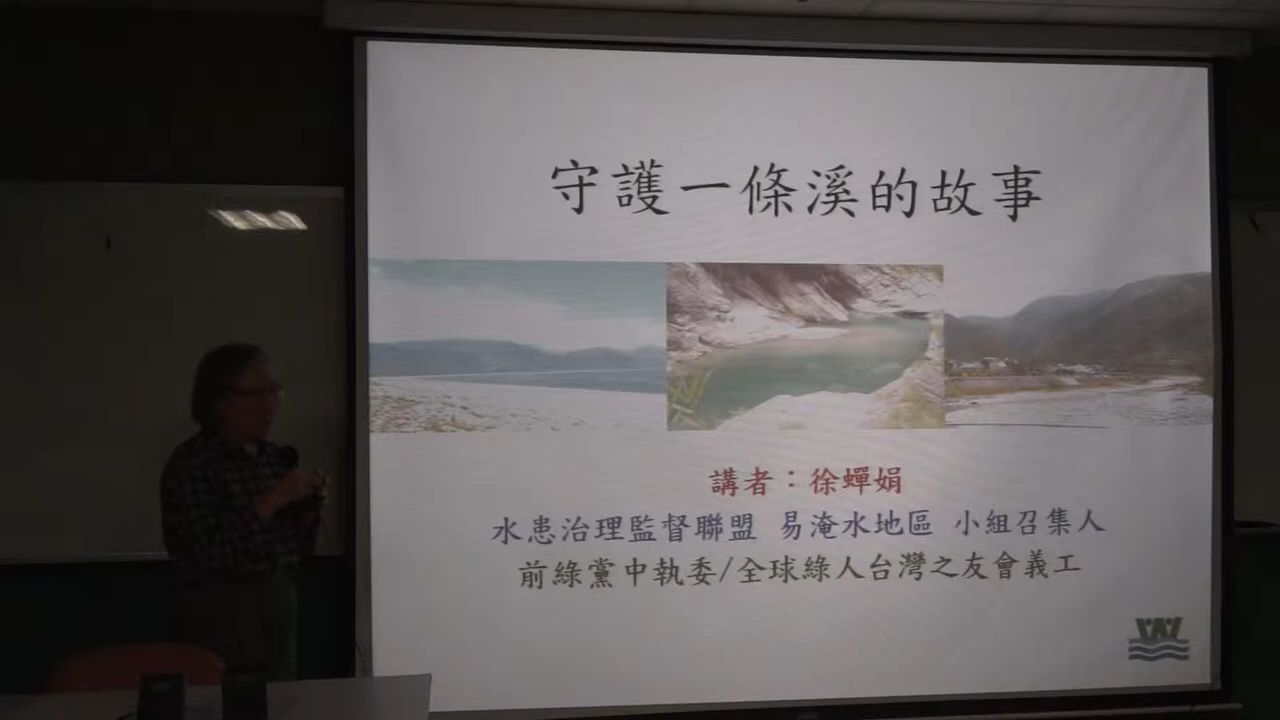 守護一條溪的故事
講者：徐蟬娟
水患治理監督聯盟 易淹水地區 小組召集人
前綠黨中執委/全球綠人台灣之友會義工